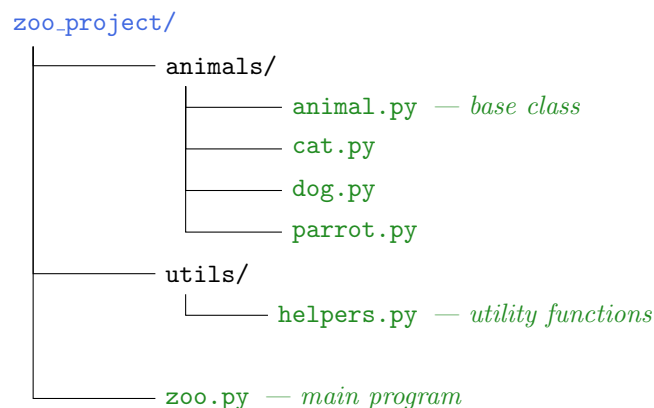 zoo_project/
animals/
animal.py — base class
cat.py
dog.py
parrot.py
utils/
helpers.py — utility functions
zoo.py — main program